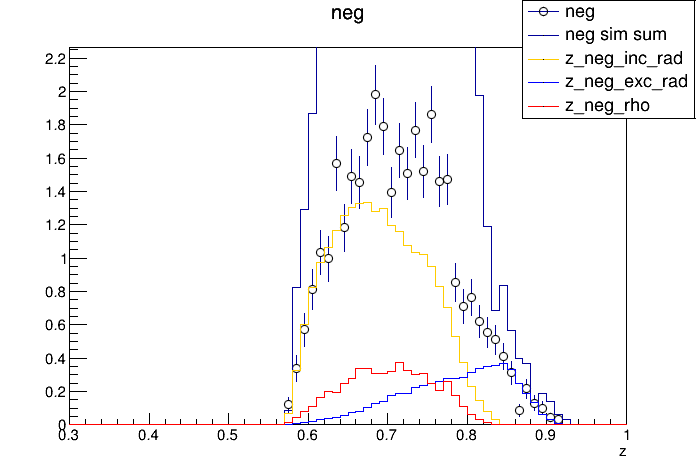 neg
neg
neg sim sum
z_neg_inc_rad
z_neg_exc_rad
z_neg_rho
2.2
2
1.8
1.6
1.4
1.2
1
0.8
0.6
0.4
0.2
0
0.3 0.4 0.5 0.6 0.7 0.8 0.9 1
z